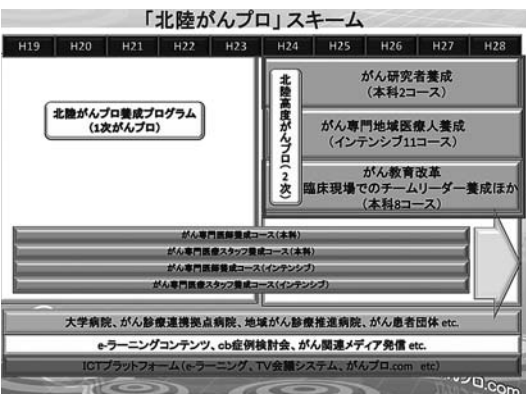 「北陸がんプロ」スキーム
H19 H20 H21 H22 H23 H24 H25 H26 H27 H28
北陸がんプロ養成プログラム
(1次がんプロ)
北陸高度がんプロ(2次)
がん研究者養成
(本科2コース)
がん専門地域医療人養成
(インテンシブ11コース)
がん教育改革
臨床現場でのチームリーダー養成ほか
(本科8コース)
がん専門医師養成コース(本科)
がん専門医療スタッフ養成コース(本科)
がん専門医師養成コース(インテンシブ)
がん専門医療スタッフ養成コース(インテンシブ)
大学病院、がん診療連携拠点病院、地域がん診療推進病院、がん患者団体 etc.
e-ラーニングコンテンツ、cb症例検討会、がん関連メディア発信 etc.
ICTプラットフォーム(e-ラーニング、TV会議システム、がんプロ.com etc)
プロ.com